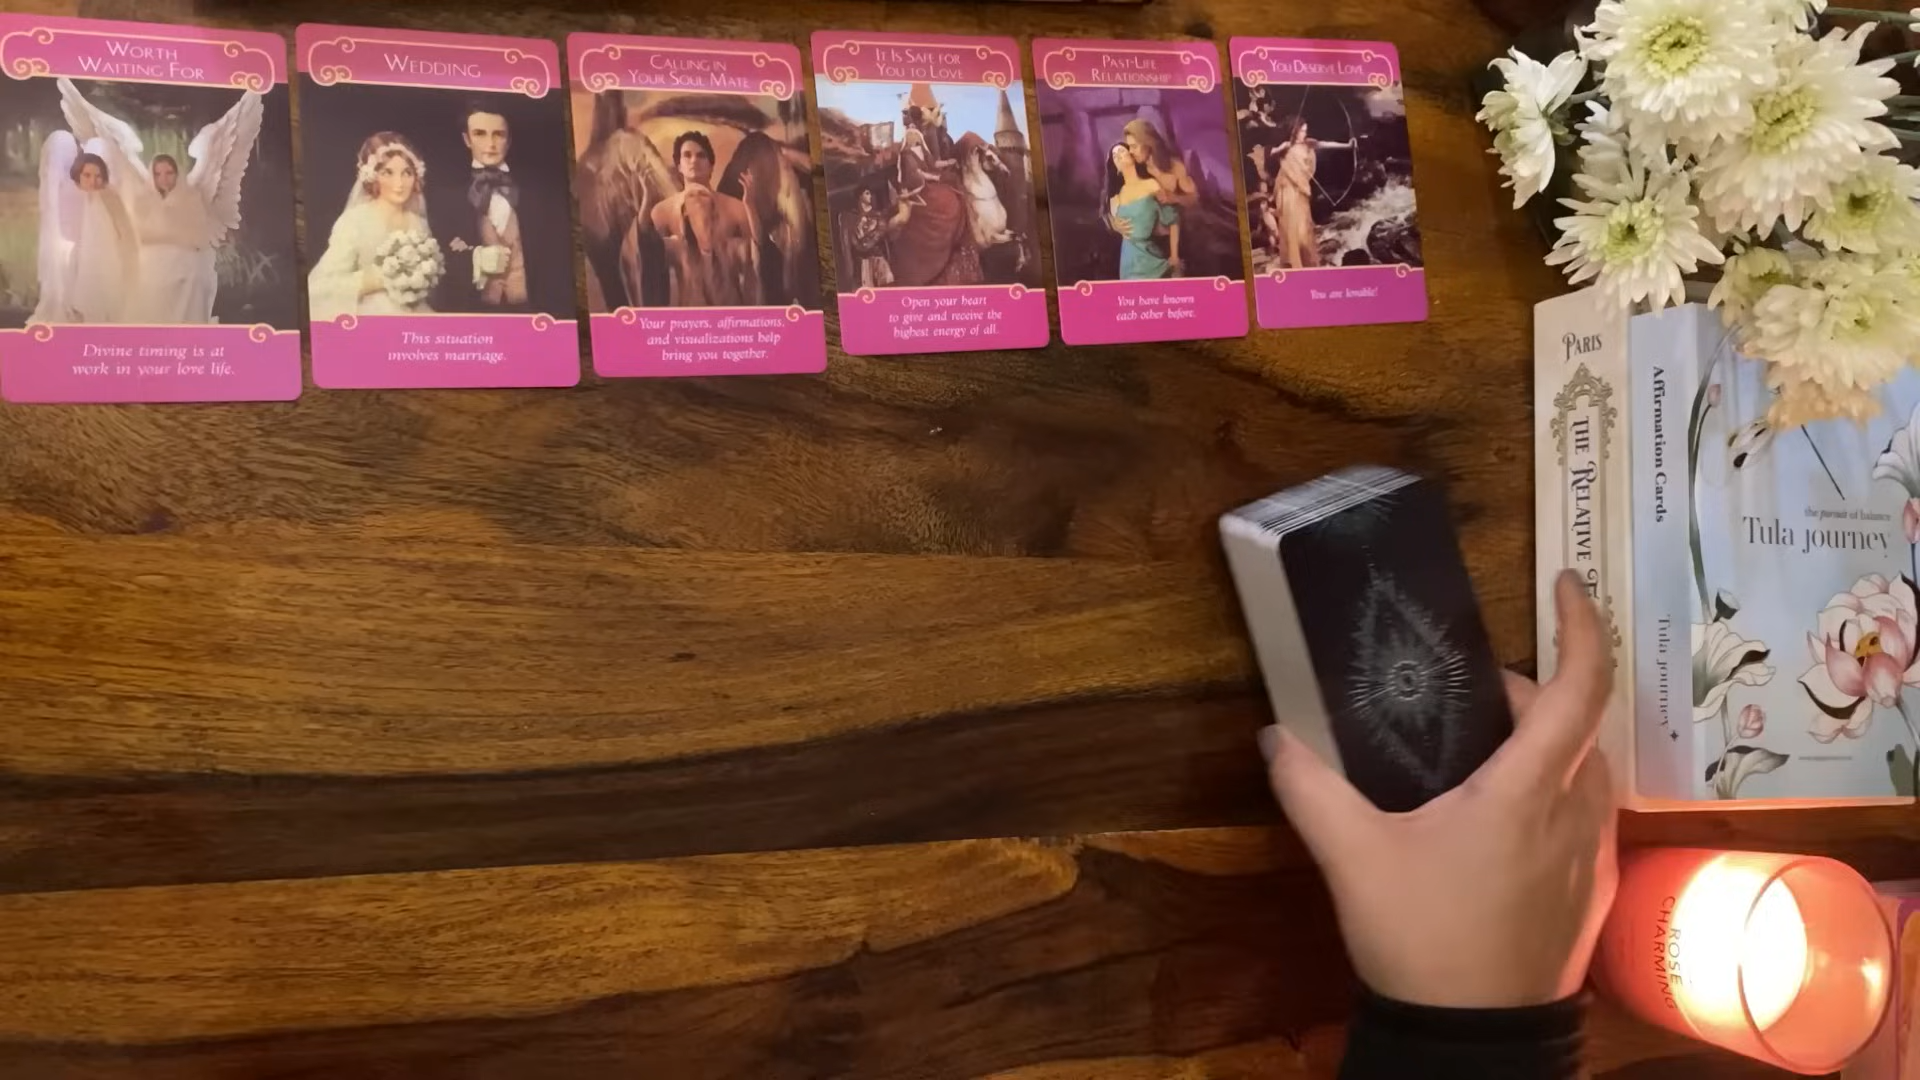 WORTH
WAITING FOR
Divine timing is at
work in your love life.
WEDDING
This situation
involves marriage.
CALLING IN
YOUR SOUL MATE
Your prayers, affirmations,
and visualizations help
bring you together.
IT IS SAFE FOR
YOU TO LOVE
Open your heart
to give and receive the
highest energy of all.
PAST-LIFE
RELATIONSHIP
You have known
each other before.
YOU DESERVE LOVE
You are lovable!
PARIS
THE RELATIVE
Affirmation Cards
Tula journey
the pursuit of balance
Tula journey
ROSE
CHARMING